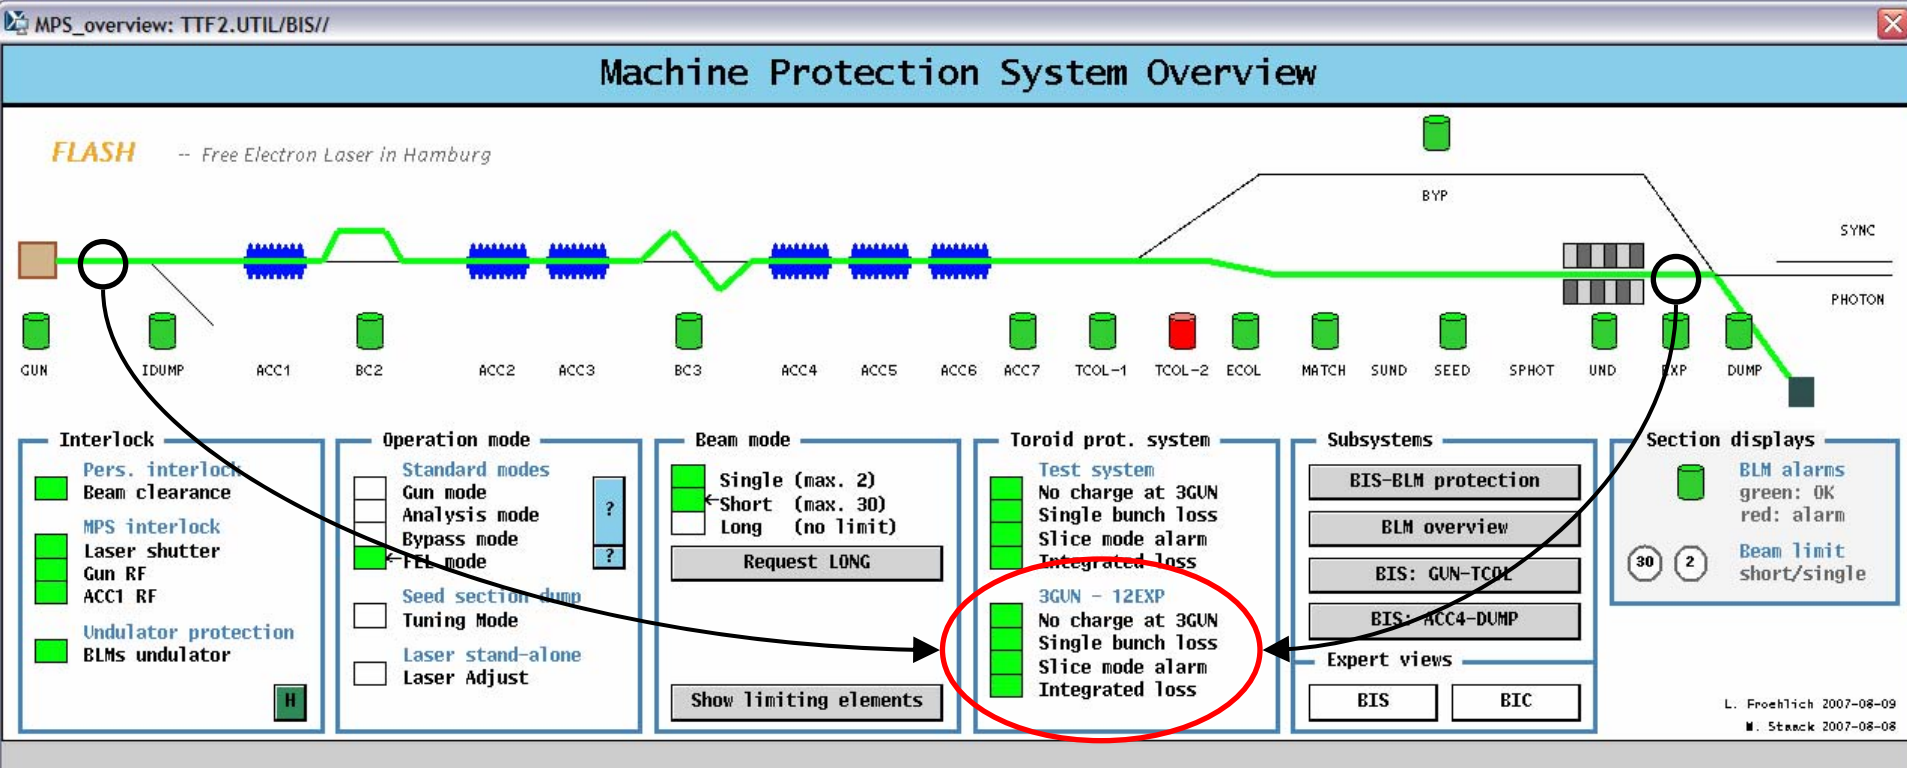 MPS_overview: TTF2.UTIL/BIS//
Machine Protection System Overview
FLASH -- Free Electron Laser in Hamburg
BYP
SYNC
PHOTON
GUN IDUMP ACC1 BC2 ACC2 ACC3 BC3 ACC4 ACC5 ACC6 ACC7 TCOL-1 TCOL-2 ECOL MATCH SUND SEED SPHOT UND EXP DUMP
Interlock
Pers. interlock
Beam clearance
MPS interlock
Laser shutter
Gun RF
ACC1 RF
Undulator protection
BLMs undulator
H
Operation mode
Standard modes
Gun mode
Analysis mode
Bypass mode
FEL mode
?
?
Seed section dump
Tuning Mode
Laser stand-alone
Laser Adjust
Beam mode
Single (max. 2)
Short (max. 30)
Long (no limit)
Request LONG
Show limiting elements
Toroid prot. system
Test system
No charge at 3GUN
Single bunch loss
Slice mode alarm
Integrated loss
3GUN - 12EXP
No charge at 3GUN
Single bunch loss
Slice mode alarm
Integrated loss
Subsystems
BIS-BLM protection
BLM overview
BIS: GUN-TCOL
BIS: ACC4-DUMP
Expert views
BIS BIC
Section displays
BLM alarms
green: OK
red: alarm
30 2
Beam limit
short/single
L. Froehlich 2007-08-09
M. Staack 2007-08-08